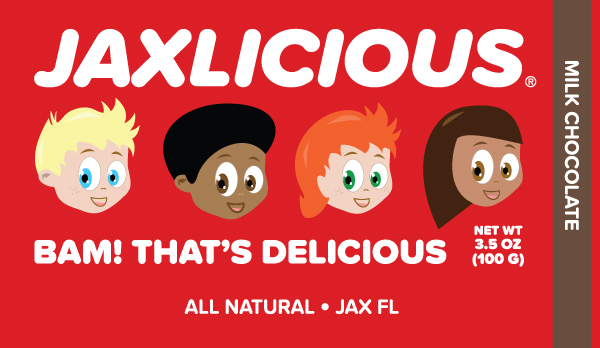 JAXLICIOUS®
BAM! THAT'S DELICIOUS
NET WT
3.5 OZ
(100 G)
ALL NATURAL • JAX FL
MILK CHOCOLATE